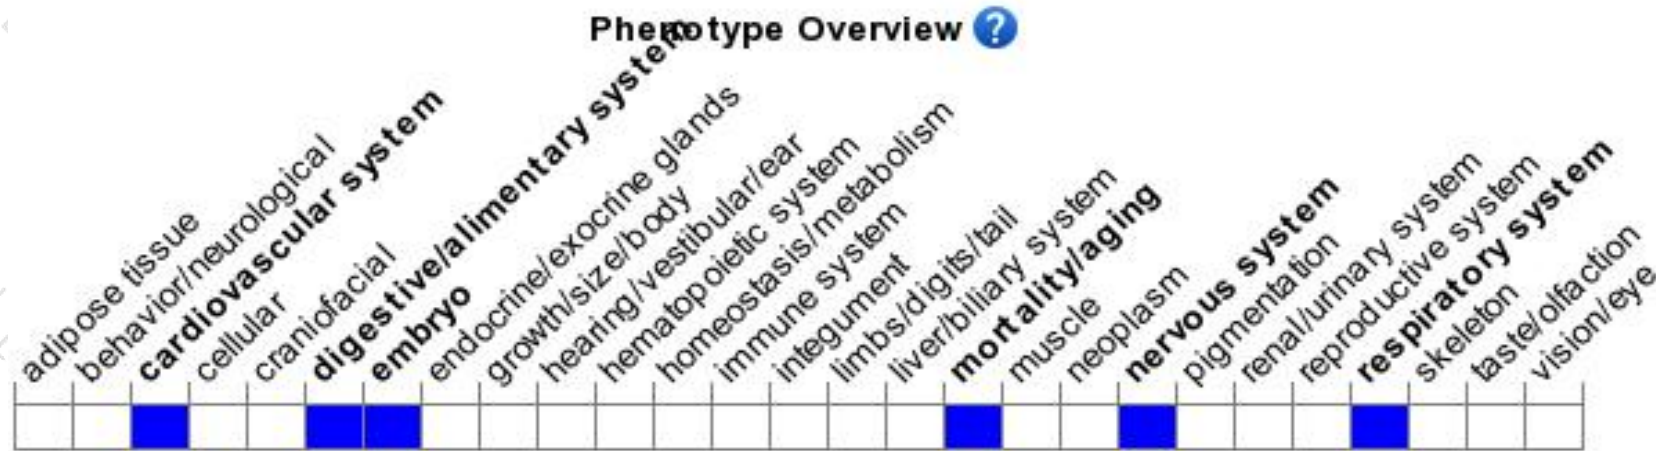 Phenotype Overview ?
adipose tissue
behavior/neurological
cardiovascular system
cellular
craniofacial
digestive/alimentary system
embryo
endocrine/exocrine glands
growth/size/body
hearing/vestibular/ear
hematopoietic system
homeostasis/metabolism
immune system
integument
limbs/digits/tail
liver/biliary system
mortality/aging
muscle
neoplasm
nervous system
pigmentation
renal/urinary system
reproductive system
respiratory system
skeleton
taste/olfaction
vision/eye